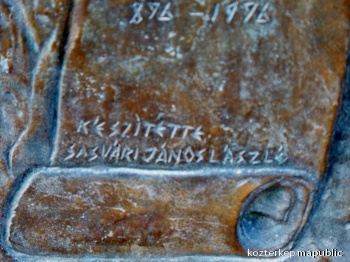 896 - 1996
KÉSZÍTETTE
SASVÁRI JÁNOS LÁSZLÓ
kozterkep.mapublic